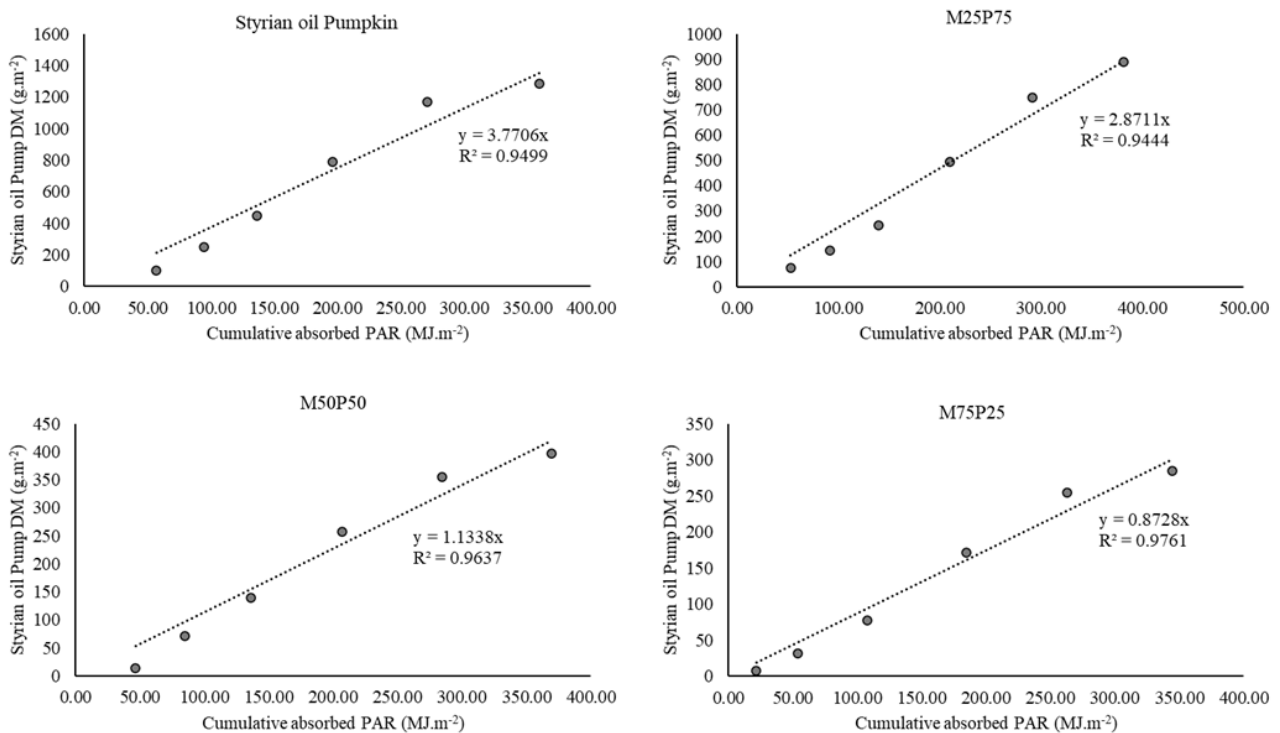 Styrian oil Pumpkin
Styrian oil Pump DM (g.m-2)
1600
1400
1200
1000
800
600
400
200
0
y = 3.7706x
R² = 0.9499
0.00 50.00 100.00 150.00 200.00 250.00 300.00 350.00 400.00
Cumulative absorbed PAR (MJ.m-2)
M25P75
Styrian oil Pump DM (g.m-2)
1000
900
800
700
600
500
400
300
200
100
0
y = 2.8711x
R² = 0.9444
0.00 100.00 200.00 300.00 400.00 500.00
Cumulative absorbed PAR (MJ.m-2)
M50P50
Styrian oil Pump DM (g.m-2)
450
400
350
300
250
200
150
100
50
0
y = 1.1338x
R² = 0.9637
0.00 100.00 150.00 200.00 250.00 300.00 350.00 400.00
Cumulative absorbed PAR (MJ.m-2)
M75P25
Styrian oil Pump DM (g.m-2)
350
300
250
200
150
100
50
0
y = 0.8728x
R² = 0.9761
0.00 50.00 100.00 150.00 200.00 250.00 300.00 350.00 400.00
Cumulative absorbed PAR (MJ.m-2)